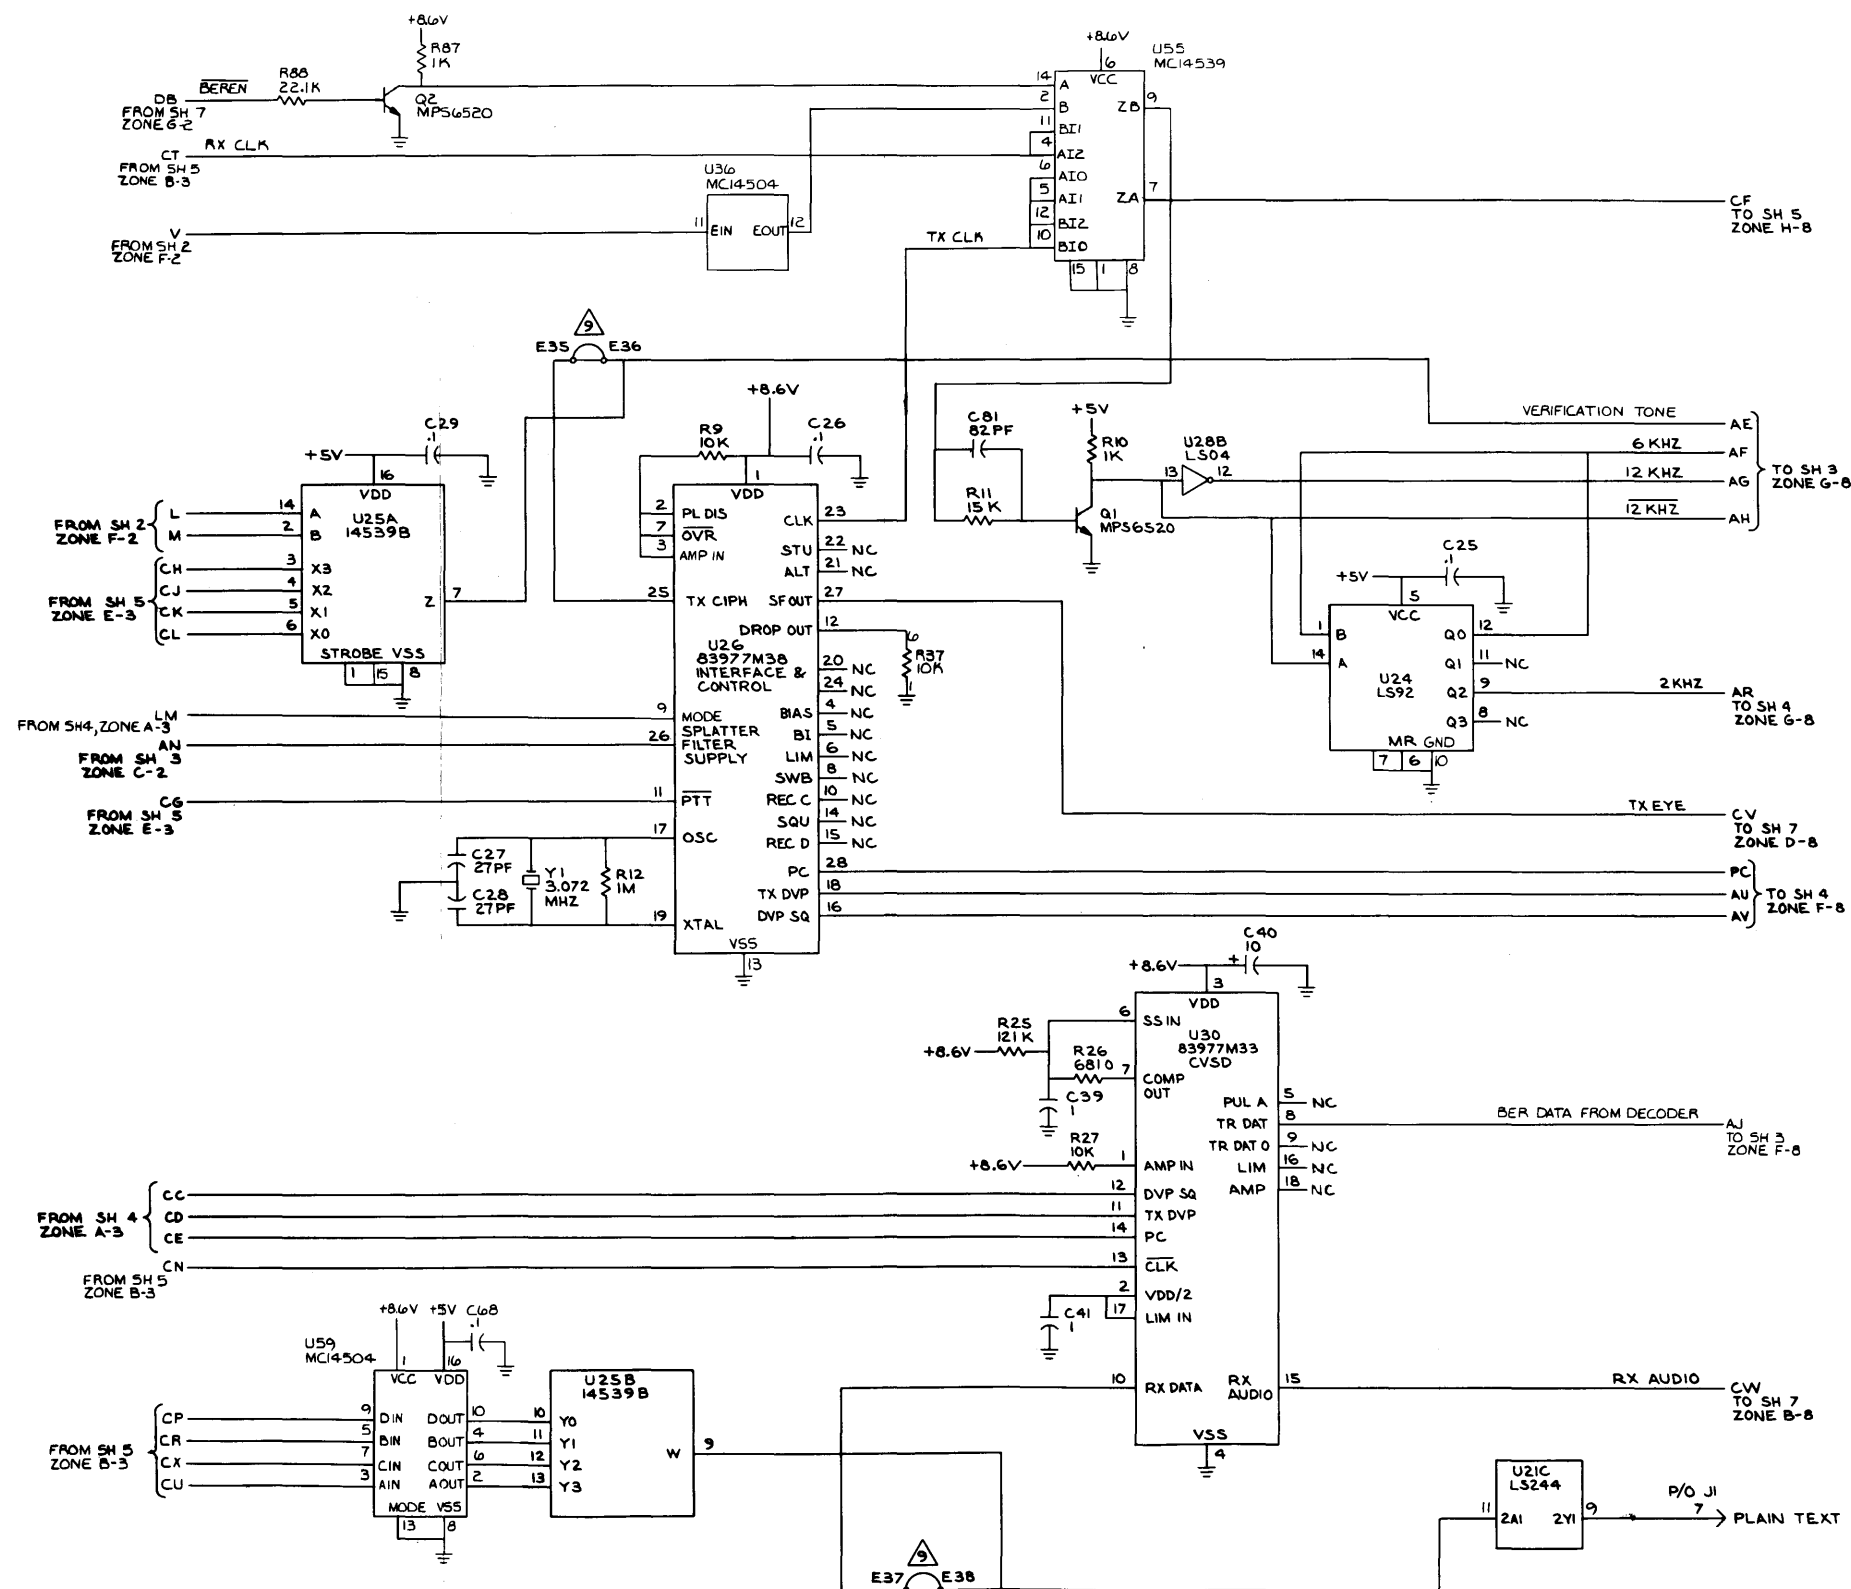 +8.6V
R87
1K
BEREN
R88
22.1K
DB
FROM SH 7
ZONE G-2
Q2
MPS6520
RX CLK
CT
FROM SH 5
ZONE B-3
U36
MC14504
V
FROM SH 2
ZONE F-2
11 EIN EOUT 12
+8.6V
6
VCC
U55
MC14539
14 A
2 B ZB 9
11 BI1
4 AI2
6 AI0
5 AI1 ZA 7
12 BI2
10 BI0
15 1 8
TX CLK
CF
TO SH 5
ZONE H-8
9
E35 E36
C29
.1
+5V
16
VDD
U25A
14539B
FROM SH 2
ZONE F-2
L 14 A
M 2 B
FROM SH 5
ZONE E-3
CH 3 X3
CJ 4 X2
CK 5 X1
CL 6 X0
Z 7
STROBE VSS
1 15 8
+8.6V
R9
10K
C26
.1
1
VDD
2 PL DIS
7 OVR
3 AMP IN
25 TX CIPH
U26
83977M38
INTERFACE &
CONTROL
CLK 23
STU 22 NC
ALT 21 NC
SF OUT 27
DROP OUT 12
20 NC
24 NC
BIAS 4 NC
BI 5 NC
LIM 6 NC
SWB 8 NC
REC C 10 NC
SQU 14 NC
REC D 15 NC
PC 28
TX DVP 18
DVP SQ 16
6
R37
10K
1
LM
FROM SH4, ZONE A-3
9 MODE
AN
FROM SH 3
ZONE C-2
26 SPLATTER
FILTER
SUPPLY
CG
FROM SH 5
ZONE E-3
11 PTT
17 OSC
19 XTAL
VSS
13
C27
27PF
C28
27PF
Y1
3.072
MHZ
R12
1M
C81
82PF
R11
15K
+5V
R10
1K
Q1
MPS6520
U28B
LS04
13 12
VERIFICATION TONE
AE
6 KHZ
AF
12 KHZ
AG
12 KHZ
AH
TO SH 3
ZONE G-8
C25
.1
+5V
5
VCC
1 B Q0 12
14 A Q1 11 NC
U24
LS92
Q2 9
Q3 8 NC
MR GND
7 6 10
2 KHZ
AR
TO SH 4
ZONE G-8
TX EYE
CV
TO SH 7
ZONE D-8
PC
AU
AV
TO SH 4
ZONE F-8
C40
10
+8.6V
+
3
VDD
6 SS IN
U30
83977M33
CVSD
R25
121K
+8.6V
R26
6810
7 COMP
OUT
C39
1
R27
10K
+8.6V
1 AMP IN
PUL A 5 NC
TR DAT 8
TR DAT O 9 NC
LIM 16 NC
AMP 18 NC
BER DATA FROM DECODER
AJ
TO SH 3
ZONE F-8
FROM SH 4
ZONE A-3
CC 12 DVP SQ
CD 11 TX DVP
CE 14 PC
CN 13 CLK
FROM SH 5
ZONE B-3
2 VDD/2
17 LIM IN
C41
1
10 RX DATA
RX
AUDIO 15
VSS
4
RX AUDIO
CW
TO SH 7
ZONE B-8
+8.6V +5V C68
.1
U59
MC14504
1 16
VCC VDD
FROM SH 5
ZONE B-3
CP 9 DIN DOUT 10
CR 5 BIN BOUT 4
CX 7 CIN COUT 6
CU 3 AIN AOUT 2
MODE VSS
13 8
U25B
14539B
10 Y0
11 Y1
12 Y2
13 Y3
W 9
9
E37 E38
U21C
LS244
11 2A1 2Y1 9
P/O J1
7
PLAIN TEXT